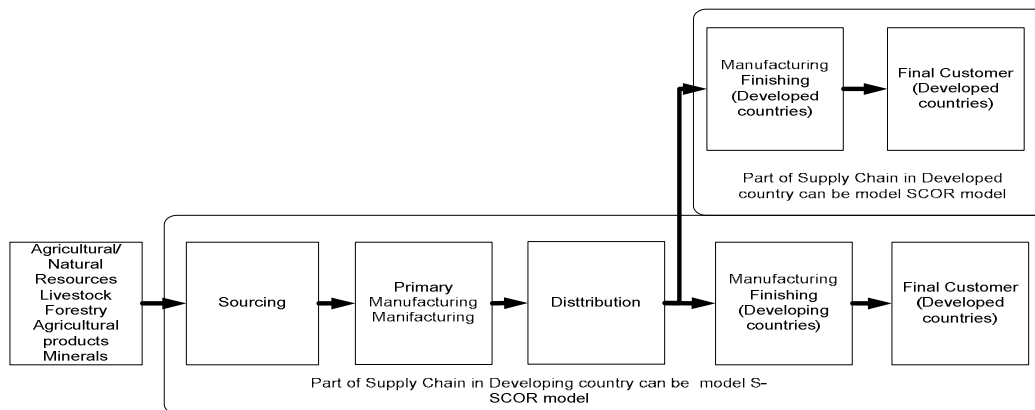 Manufacturing
Finishing
(Developed
countries)
Final Customer
(Developed
countries)
Part of Supply Chain in Developed
country can be model SCOR model
Agricultural/
Natural
Resources
Livestock
Forestry
Agricultural
products
Minerals
Sourcing
Primary
Manufacturing
Manifacturing
Disttribution
Manufacturing
Finishing
(Developing
countries)
Final Customer
(Developed
countries)
Part of Supply Chain in Developing country can be model S-
SCOR model